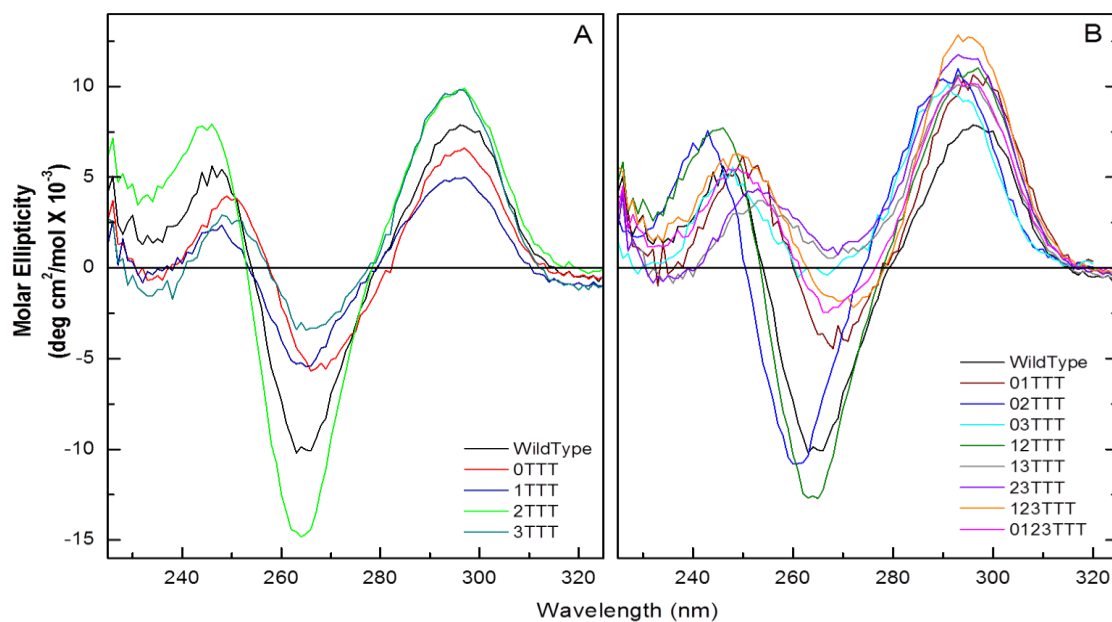 A
B
Molar Ellipticity
(deg cm²/mol X 10⁻³)
10
5
0
-5
-10
-15
WildType
0TTT
1TTT
2TTT
3TTT
WildType
01TTT
02TTT
03TTT
12TTT
13TTT
23TTT
123TTT
0123TTT
240 260 280 300 320 240 260 280 300 320
Wavelength (nm)